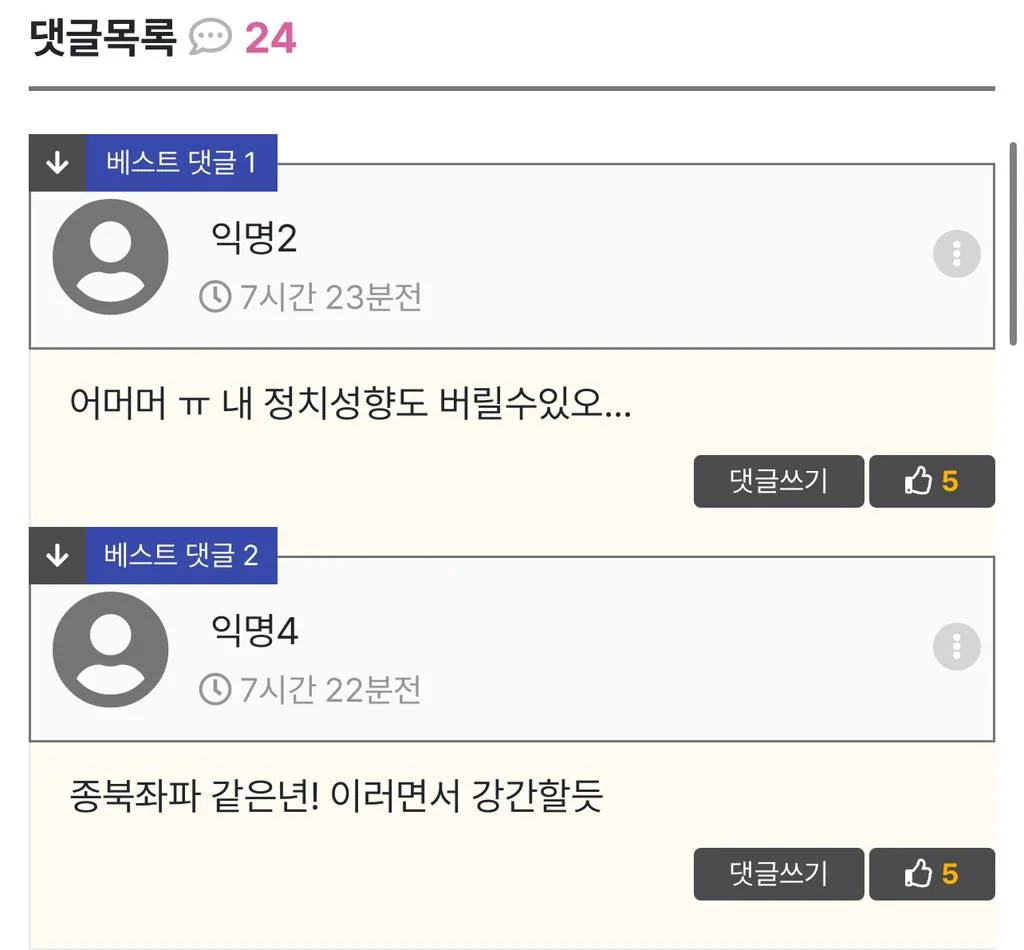 댓글목록 24
베스트 댓글 1
익명2
7시간 23분전
어머머 ㅠ 내 정치성향도 버릴수있오...
댓글쓰기 5
베스트 댓글 2
익명4
7시간 22분전
종북좌파 같은년! 이러면서 강간할듯
댓글쓰기 5